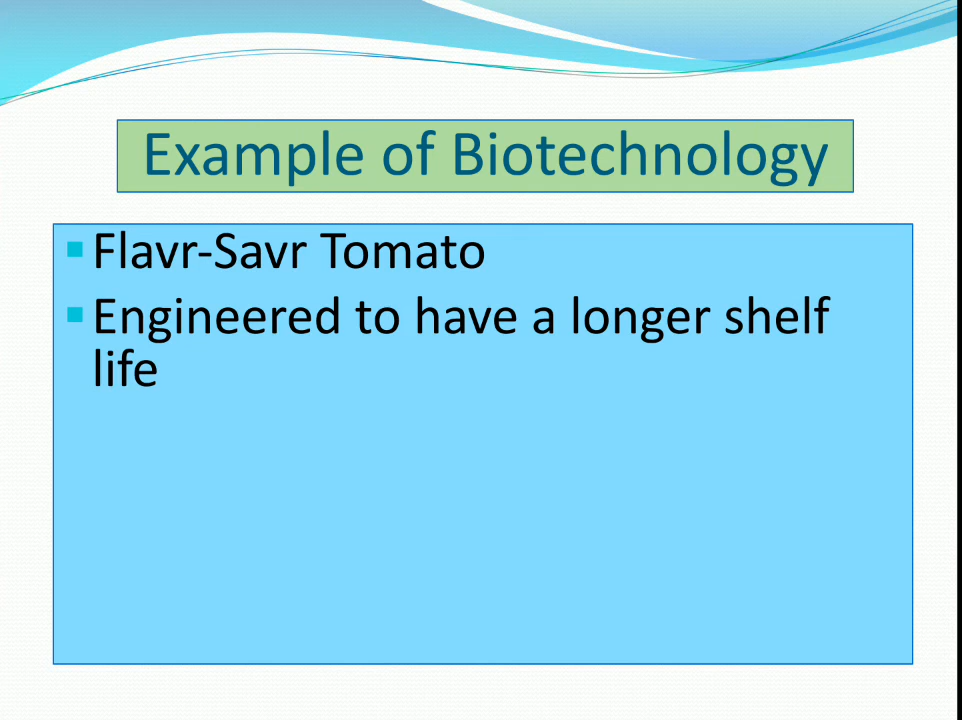 Example of Biotechnology
Flavr-Savr Tomato
Engineered to have a longer shelf
life